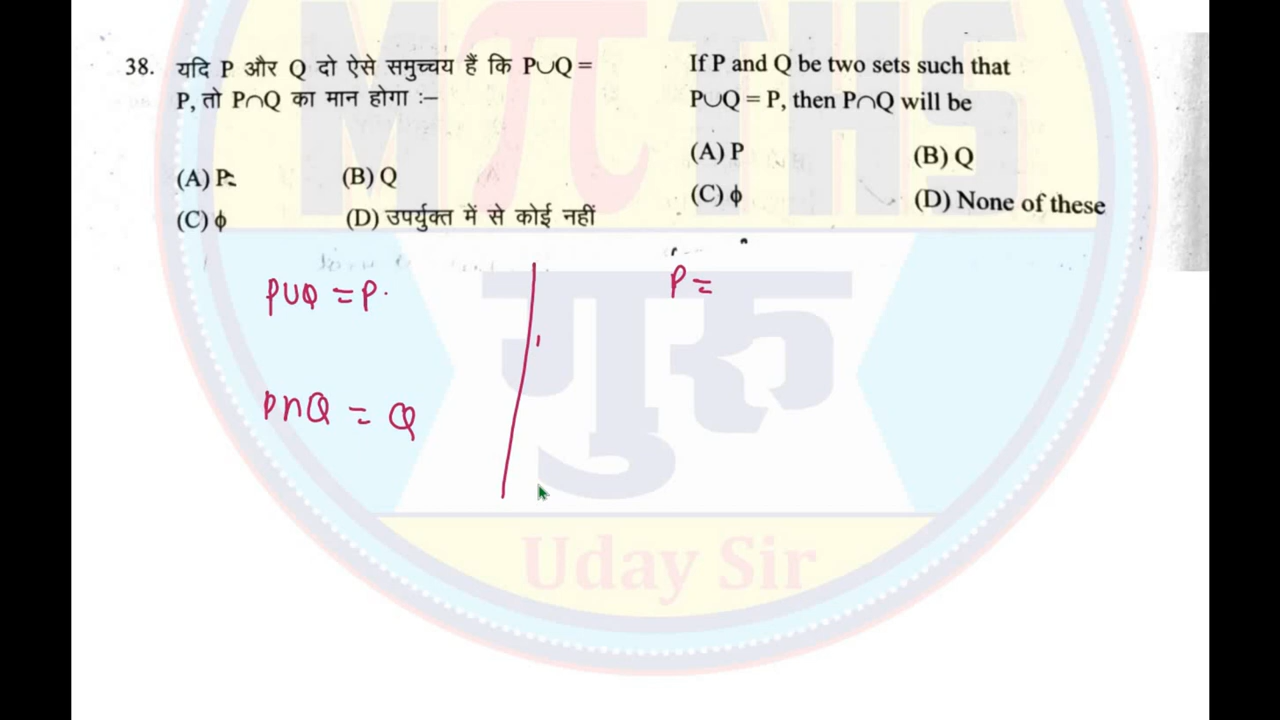 38. यदि P और Q दो ऐसे समुच्चय हैं कि P∪Q =
P, तो P∩Q का मान होगा :–
(A) P
(B) Q
(C) ϕ
(D) उपर्युक्त में से कोई नहीं
If P and Q be two sets such that
P∪Q = P, then P∩Q will be
(A) P
(B) Q
(C) ϕ
(D) None of these
P∪Q = P
P∩Q = Q
P =
MπTHS
गुरु
Uday Sir